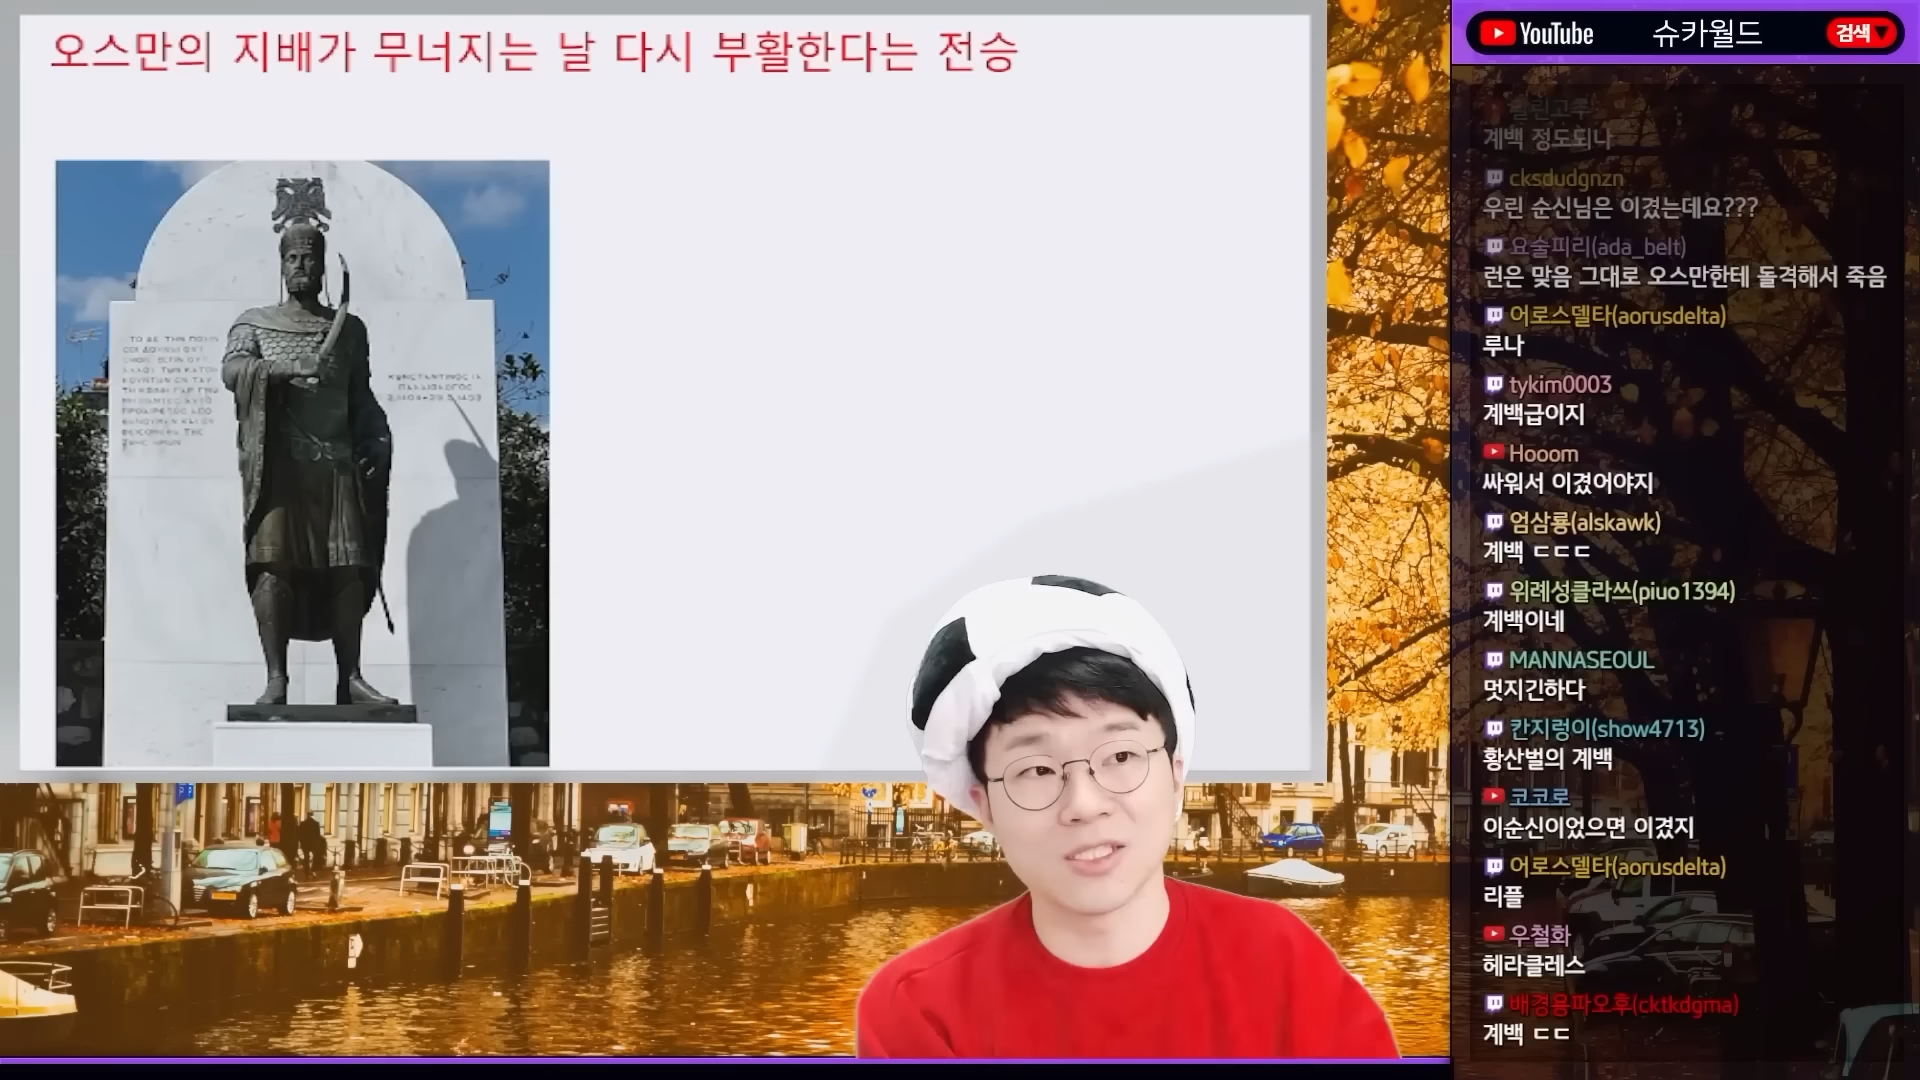 오스만의 지배가 무너지는 날 다시 부활한다는 전승
YouTube 슈카월드 검색
계백 정도되나
cksdudgnzn
우린 순신님은 이겼는데요???
요술피리(ada_belt)
런은 맞음 그대로 오스만한테 돌격해서 죽음
어로스델타(aorusdelta)
루나
tykim0003
계백급이지
Hooom
싸워서 이겼어야지
엄삼룡(alskawk)
계백 ㄷㄷㄷ
위례성클라쓰(piuo1394)
계백이네
MANNASEOUL
멋지긴하다
칸지렁이(show4713)
황산벌의 계백
코코로
이순신이었으면 이겼지
어로스델타(aorusdelta)
리플
우철화
헤라클레스
배경용파오후(cktkdgma)
계백 ㄷㄷ